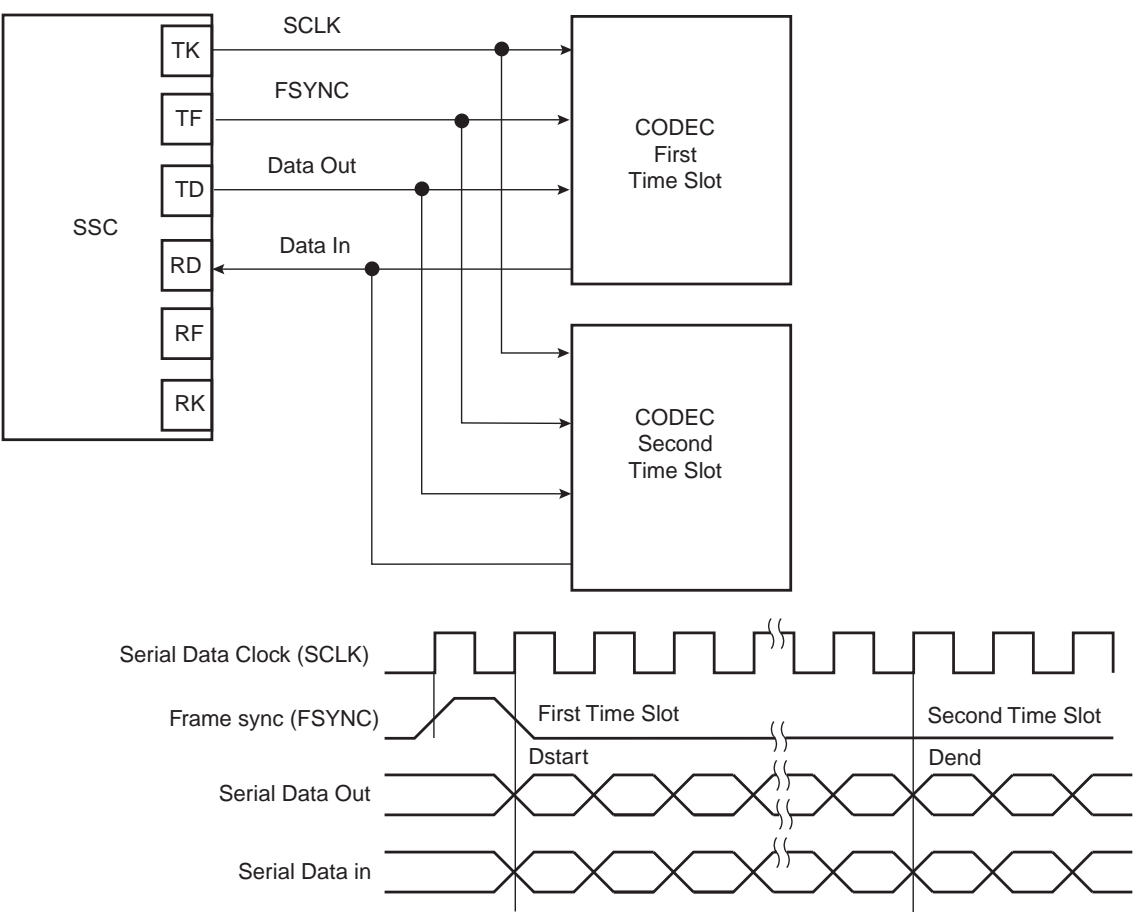 SSC
TK
TF
TD
RD
RF
RK
SCLK
FSYNC
Data Out
Data In
CODEC
First
Time Slot
CODEC
Second
Time Slot
Serial Data Clock (SCLK)
Frame sync (FSYNC)
First Time Slot
Second Time Slot
Dstart
Dend
Serial Data Out
Serial Data in